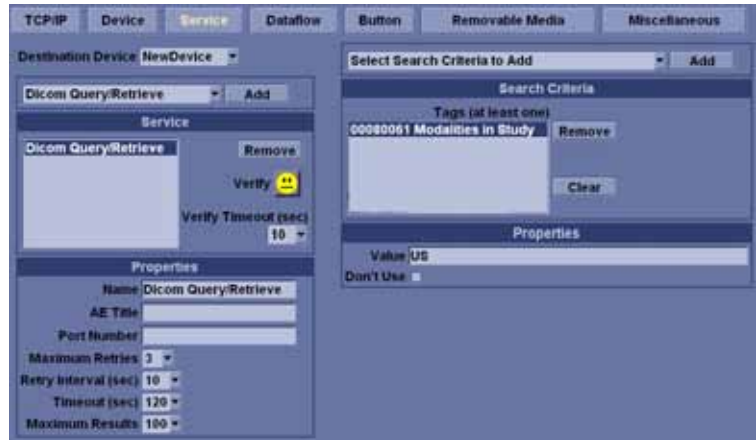 TCP/IP Device Service Dataflow Button Removable Media Miscellaneous
Destination Device NewDevice
Dicom Query/Retrieve Add
Service
Dicom Query/Retrieve
Remove
Verify
Verify Timeout (sec)
10
Properties
Name Dicom Query/Retrieve
AE Title
Port Number
Maximum Retries 3
Retry Interval (sec) 10
Timeout (sec) 120
Maximum Results 100
Select Search Criteria to Add Add
Search Criteria
Tags (at least one)
00080061 Modalities in Study
Remove
Clear
Properties
Value US
Don't Use